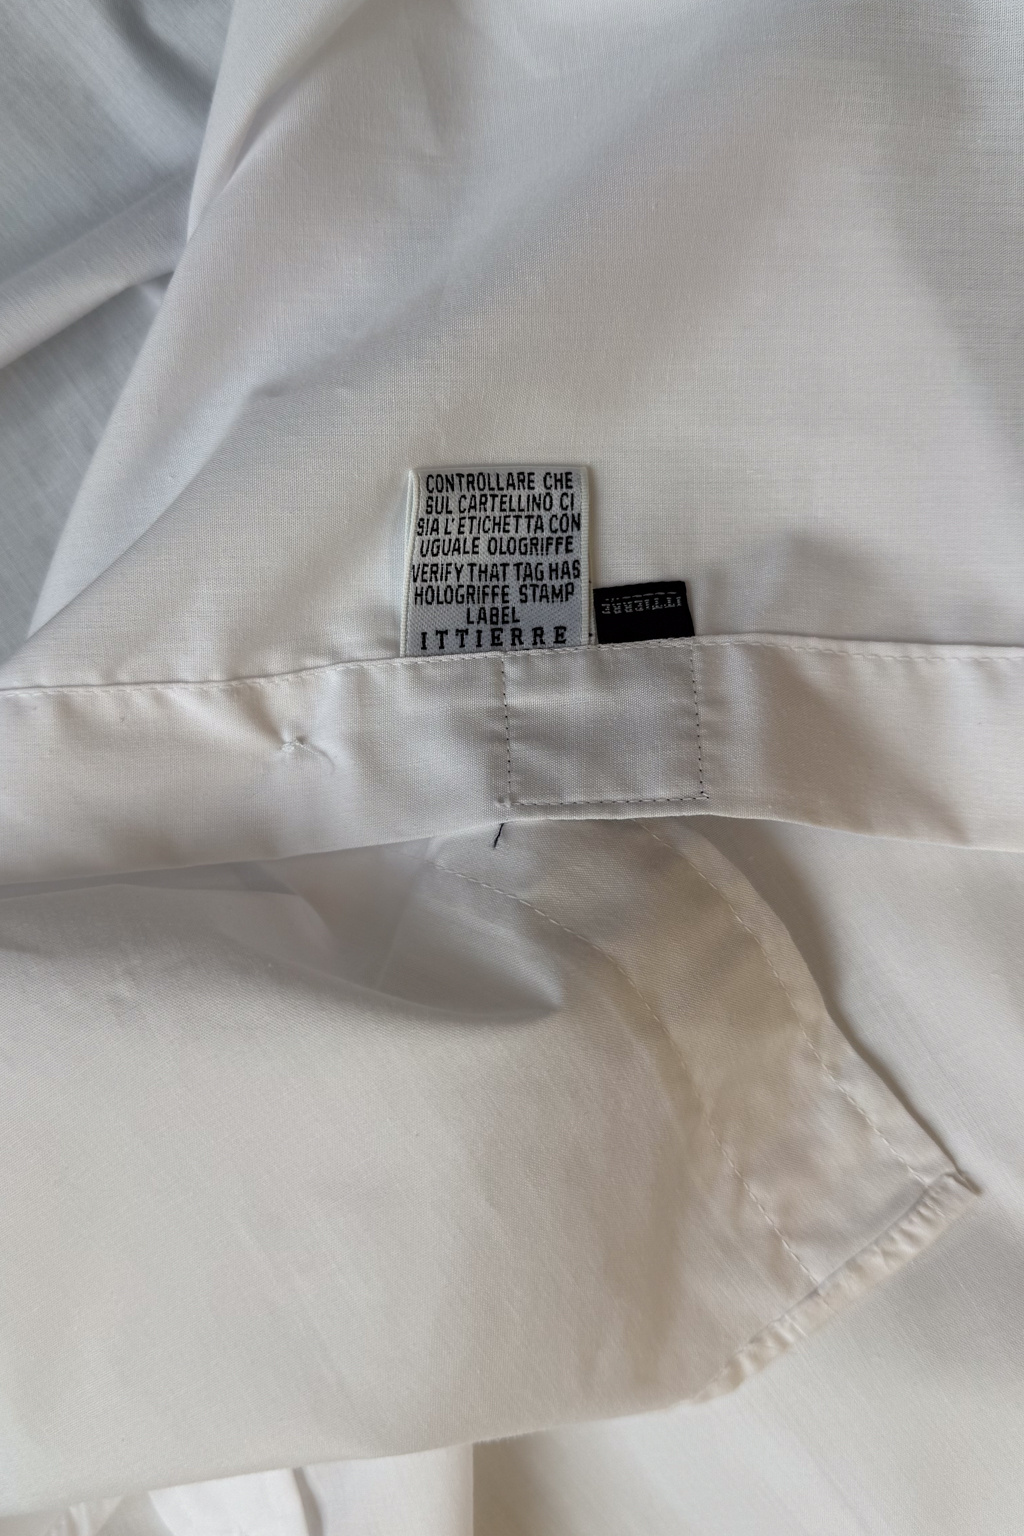 CONTROLLARE CHE
SUL CARTELLINO CI
SIA L'ETICHETTA CON
UGUALE OLOGRIFFE
VERIFY THAT TAG HAS
HOLOGRIFFE STAMP
LABEL
ITTIERRE
ITTIERRE